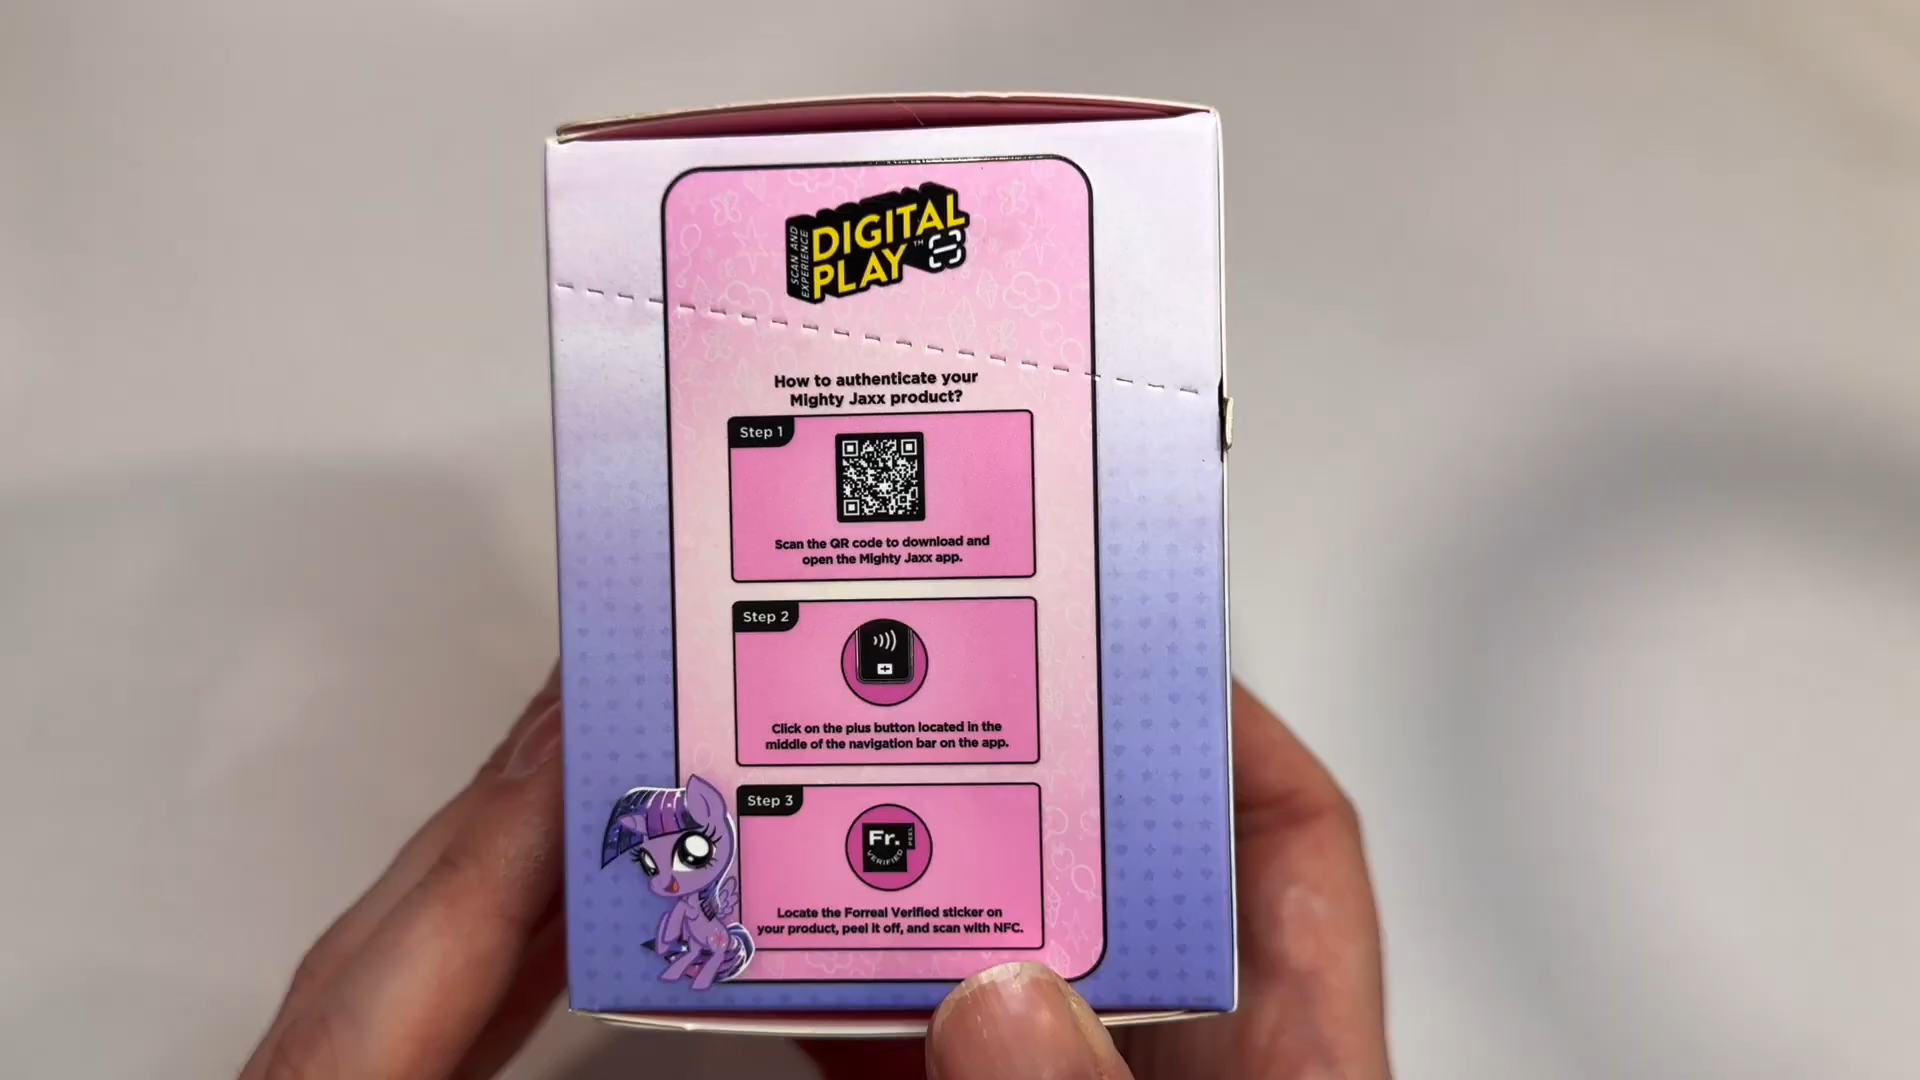 SCAN AND
EXPERIENCE
DIGITAL
PLAY™
How to authenticate your
Mighty Jaxx product?
Step 1
Scan the QR code to download and
open the Mighty Jaxx app.
Step 2
Click on the plus button located in the
middle of the navigation bar on the app.
Step 3
Fr.
VERIFIED
PEEL
Locate the Forreal Verified sticker on
your product, peel it off, and scan with NFC.